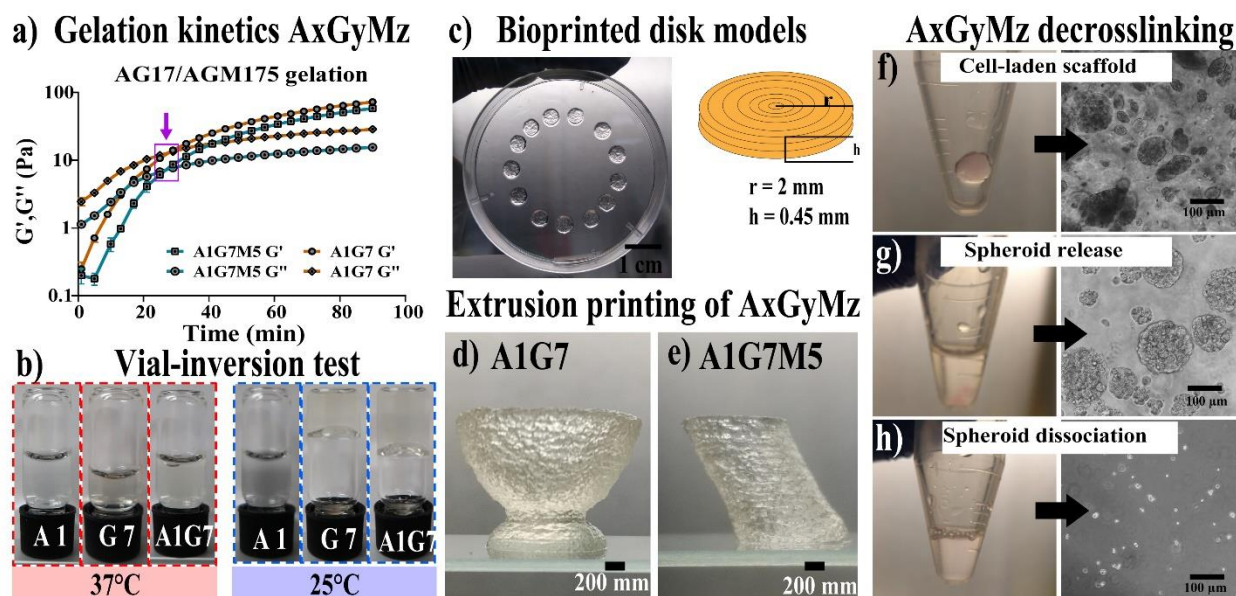 a) Gelation kinetics AxGyMz
AG17/AGM175 gelation
100
10
1
0.1
G',G'' (Pa)
A1G7M5 G'
A1G7 G'
A1G7M5 G''
A1G7 G''
0
20
40
60
80
100
Time (min)
b) Vial-inversion test
A 1
G 7
A1G7
37°C
A1
G7
A1G7
25°C
c) Bioprinted disk models
1 cm
r
h
r = 2 mm
h = 0.45 mm
Extrusion printing of AxGyMz
d) A1G7
200 mm
e) A1G7M5
200 mm
AxGyMz decrosslinking
f) Cell-laden scaffold
100 µm
g) Spheroid release
100 µm
h) Spheroid dissociation
100 µm